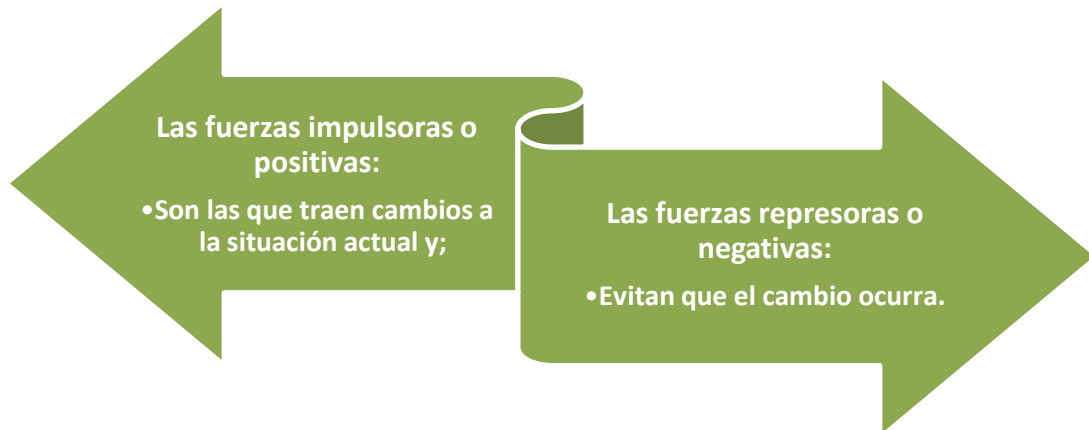 Las fuerzas impulsoras o
positivas:
•Son las que traen cambios a
la situación actual y;
Las fuerzas represoras o
negativas:
•Evitan que el cambio ocurra.